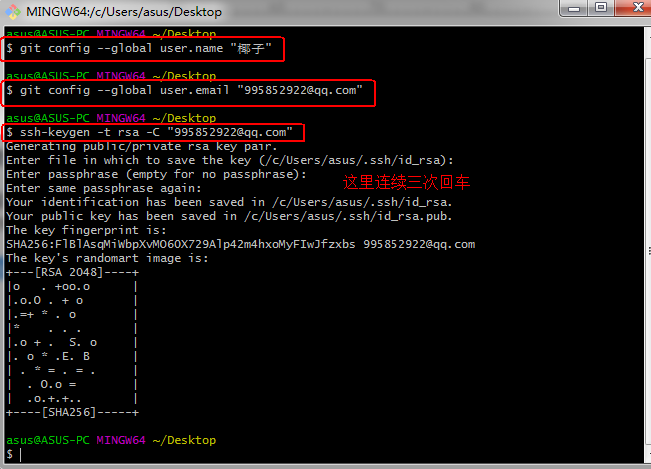 MINGW64:/c/Users/asus/Desktop
asus@ASUS-PC MINGW64 ~/Desktop
$ git config --global user.name "椰子"
asus@ASUS-PC MINGW64 ~/Desktop
$ git config --global user.email "995852922@qq.com"
asus@ASUS-PC MINGW64 ~/Desktop
$ ssh-keygen -t rsa -C "995852922@qq.com"
Generating public/private rsa key pair.
Enter file in which to save the key (/c/Users/asus/.ssh/id_rsa):
Enter passphrase (empty for no passphrase):
Enter same passphrase again:
这里连续三次回车
Your identification has been saved in /c/Users/asus/.ssh/id_rsa.
Your public key has been saved in /c/Users/asus/.ssh/id_rsa.pub.
The key fingerprint is:
SHA256:FlBlAsqMiWbpXvMO6OX729Alp42m4hxoMyFIwJfzxbs 995852922@qq.com
The key's randomart image is:
+---[RSA 2048]----+
|o   . +oo.o      |
|.o.O . + o       |
|.=+ * . o        |
|*    . . .       |
|.o + .  S. o     |
|. o * .E. B      |
| . * = . = .     |
|  . O.o =        |
|  .o.+.+..       |
+----[SHA256]-----+
asus@ASUS-PC MINGW64 ~/Desktop
$